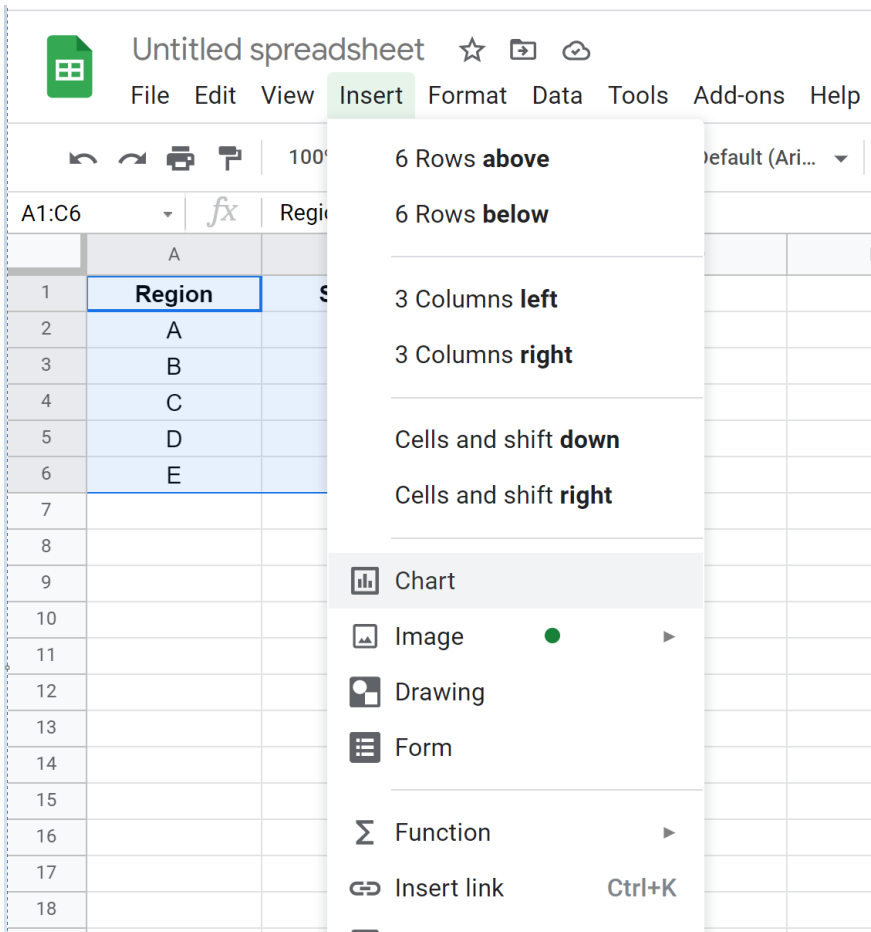 Untitled spreadsheet
File Edit View Insert Format Data Tools Add-ons Help
100% 6 Rows above Default (Ari...
A1:C6 fx Regio 6 Rows below
A
1 Region S 3 Columns left
2 A
3 B 3 Columns right
4 C
5 D Cells and shift down
6 E Cells and shift right
7
8
9 Chart
10
11 Image
12 Drawing
13
14 Form
15
16 Function
17 Insert link Ctrl+K
18